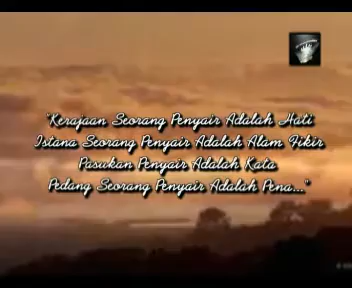 "Kerajaan Seorang Penyair Adalah Hati
Istana Seorang Penyair Adalah Alam Fikir
Pasukan Penyair Adalah Kata
Pedang Seorang Penyair Adalah Pena..."